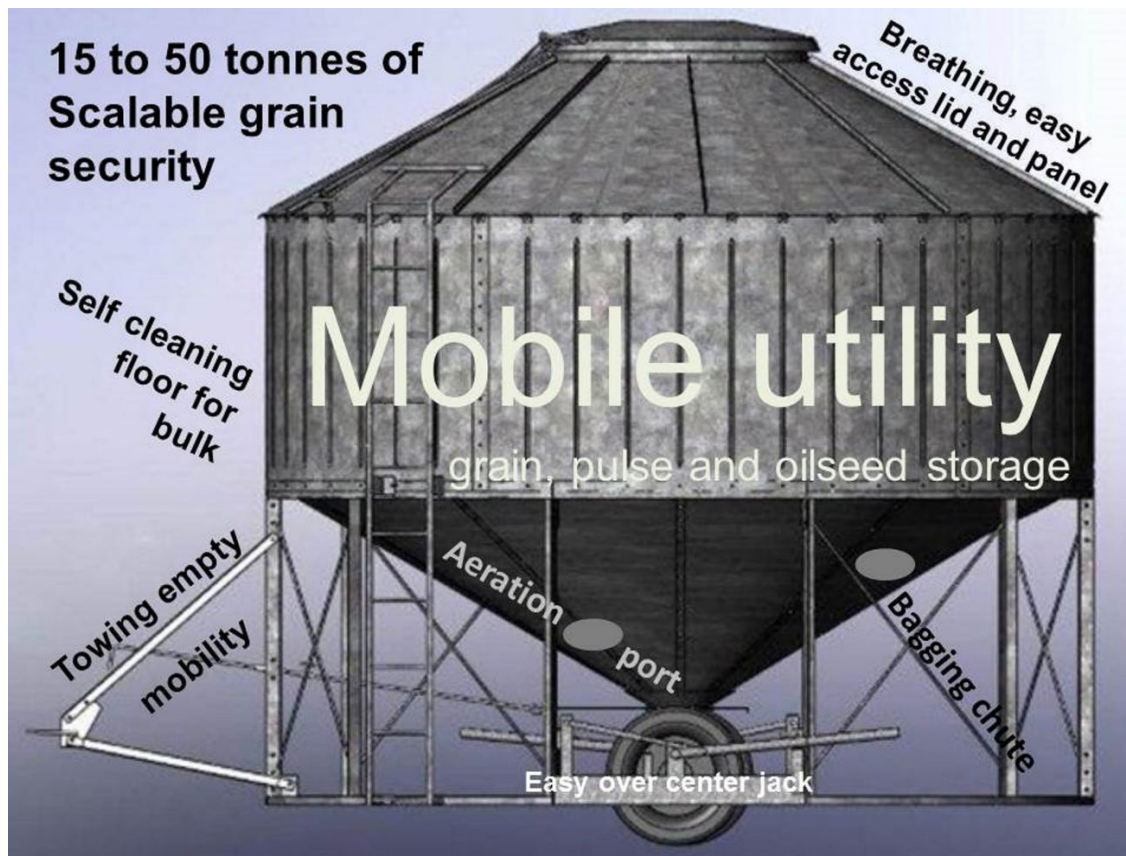 15 to 50 tonnes of
Scalable grain
security
Breathing, easy
access lid and panel
Self cleaning
floor for
bulk
Mobile utility
grain, pulse and oilseed storage
Towing empty
mobility
Aeration port
Bagging chute
Easy over center jack